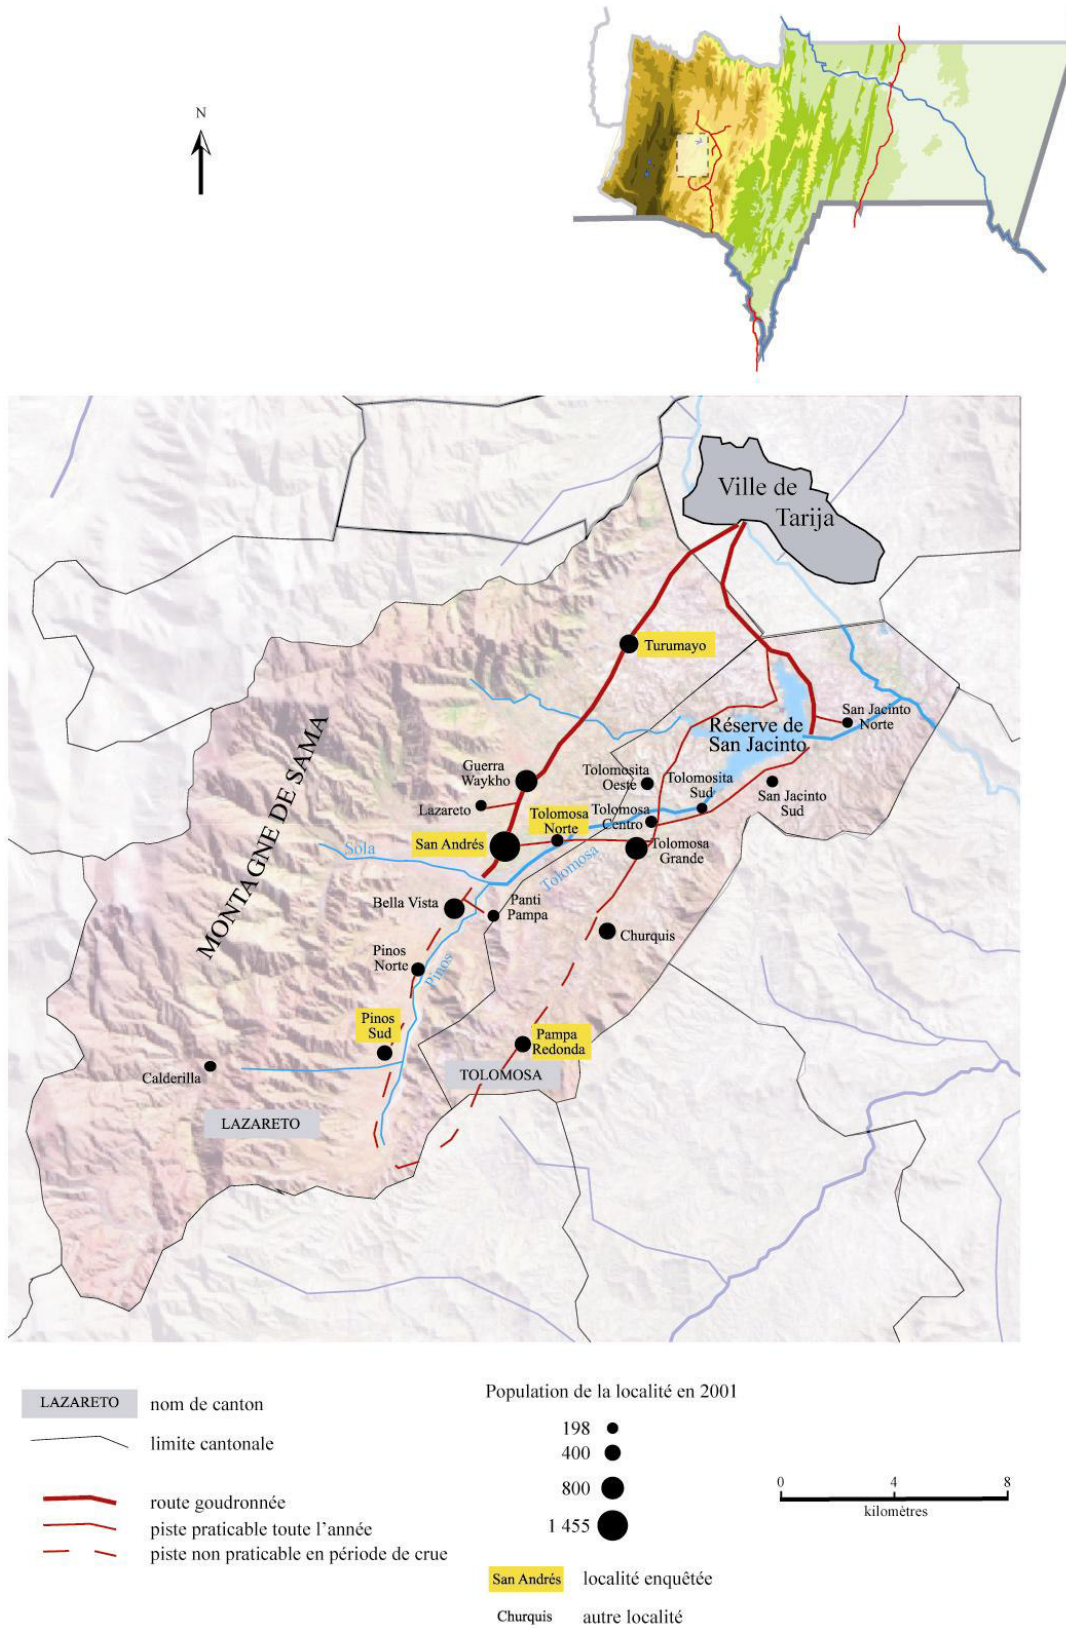 N
Ville de
Tarija
Turumayo
San Jacinto
Norte
Réserve de
San Jacinto
MONTAGNE DE SAMA
Guerra
Waykho
Tolomosita
Oeste
Tolomosita
Sud
San Jacinto
Sud
Lazareto
Tolomosa
Norte
Tolomosa
Centro
San Andrés
Tolomosa
Grande
Sola
Tolomosa
Bella Vista
Panti
Pampa
Churquis
Pinos
Norte
Pinos
Pinos
Sud
Pampa
Redonda
Calderilla
TOLOMOSA
LAZARETO
LAZARETO nom de canton
limite cantonale
route goudronnée
piste praticable toute l'année
piste non praticable en période de crue
Population de la localité en 2001
198
400
800
1 455
San Andrés localité enquêtée
Churquis autre localité
0 4 8
kilomètres